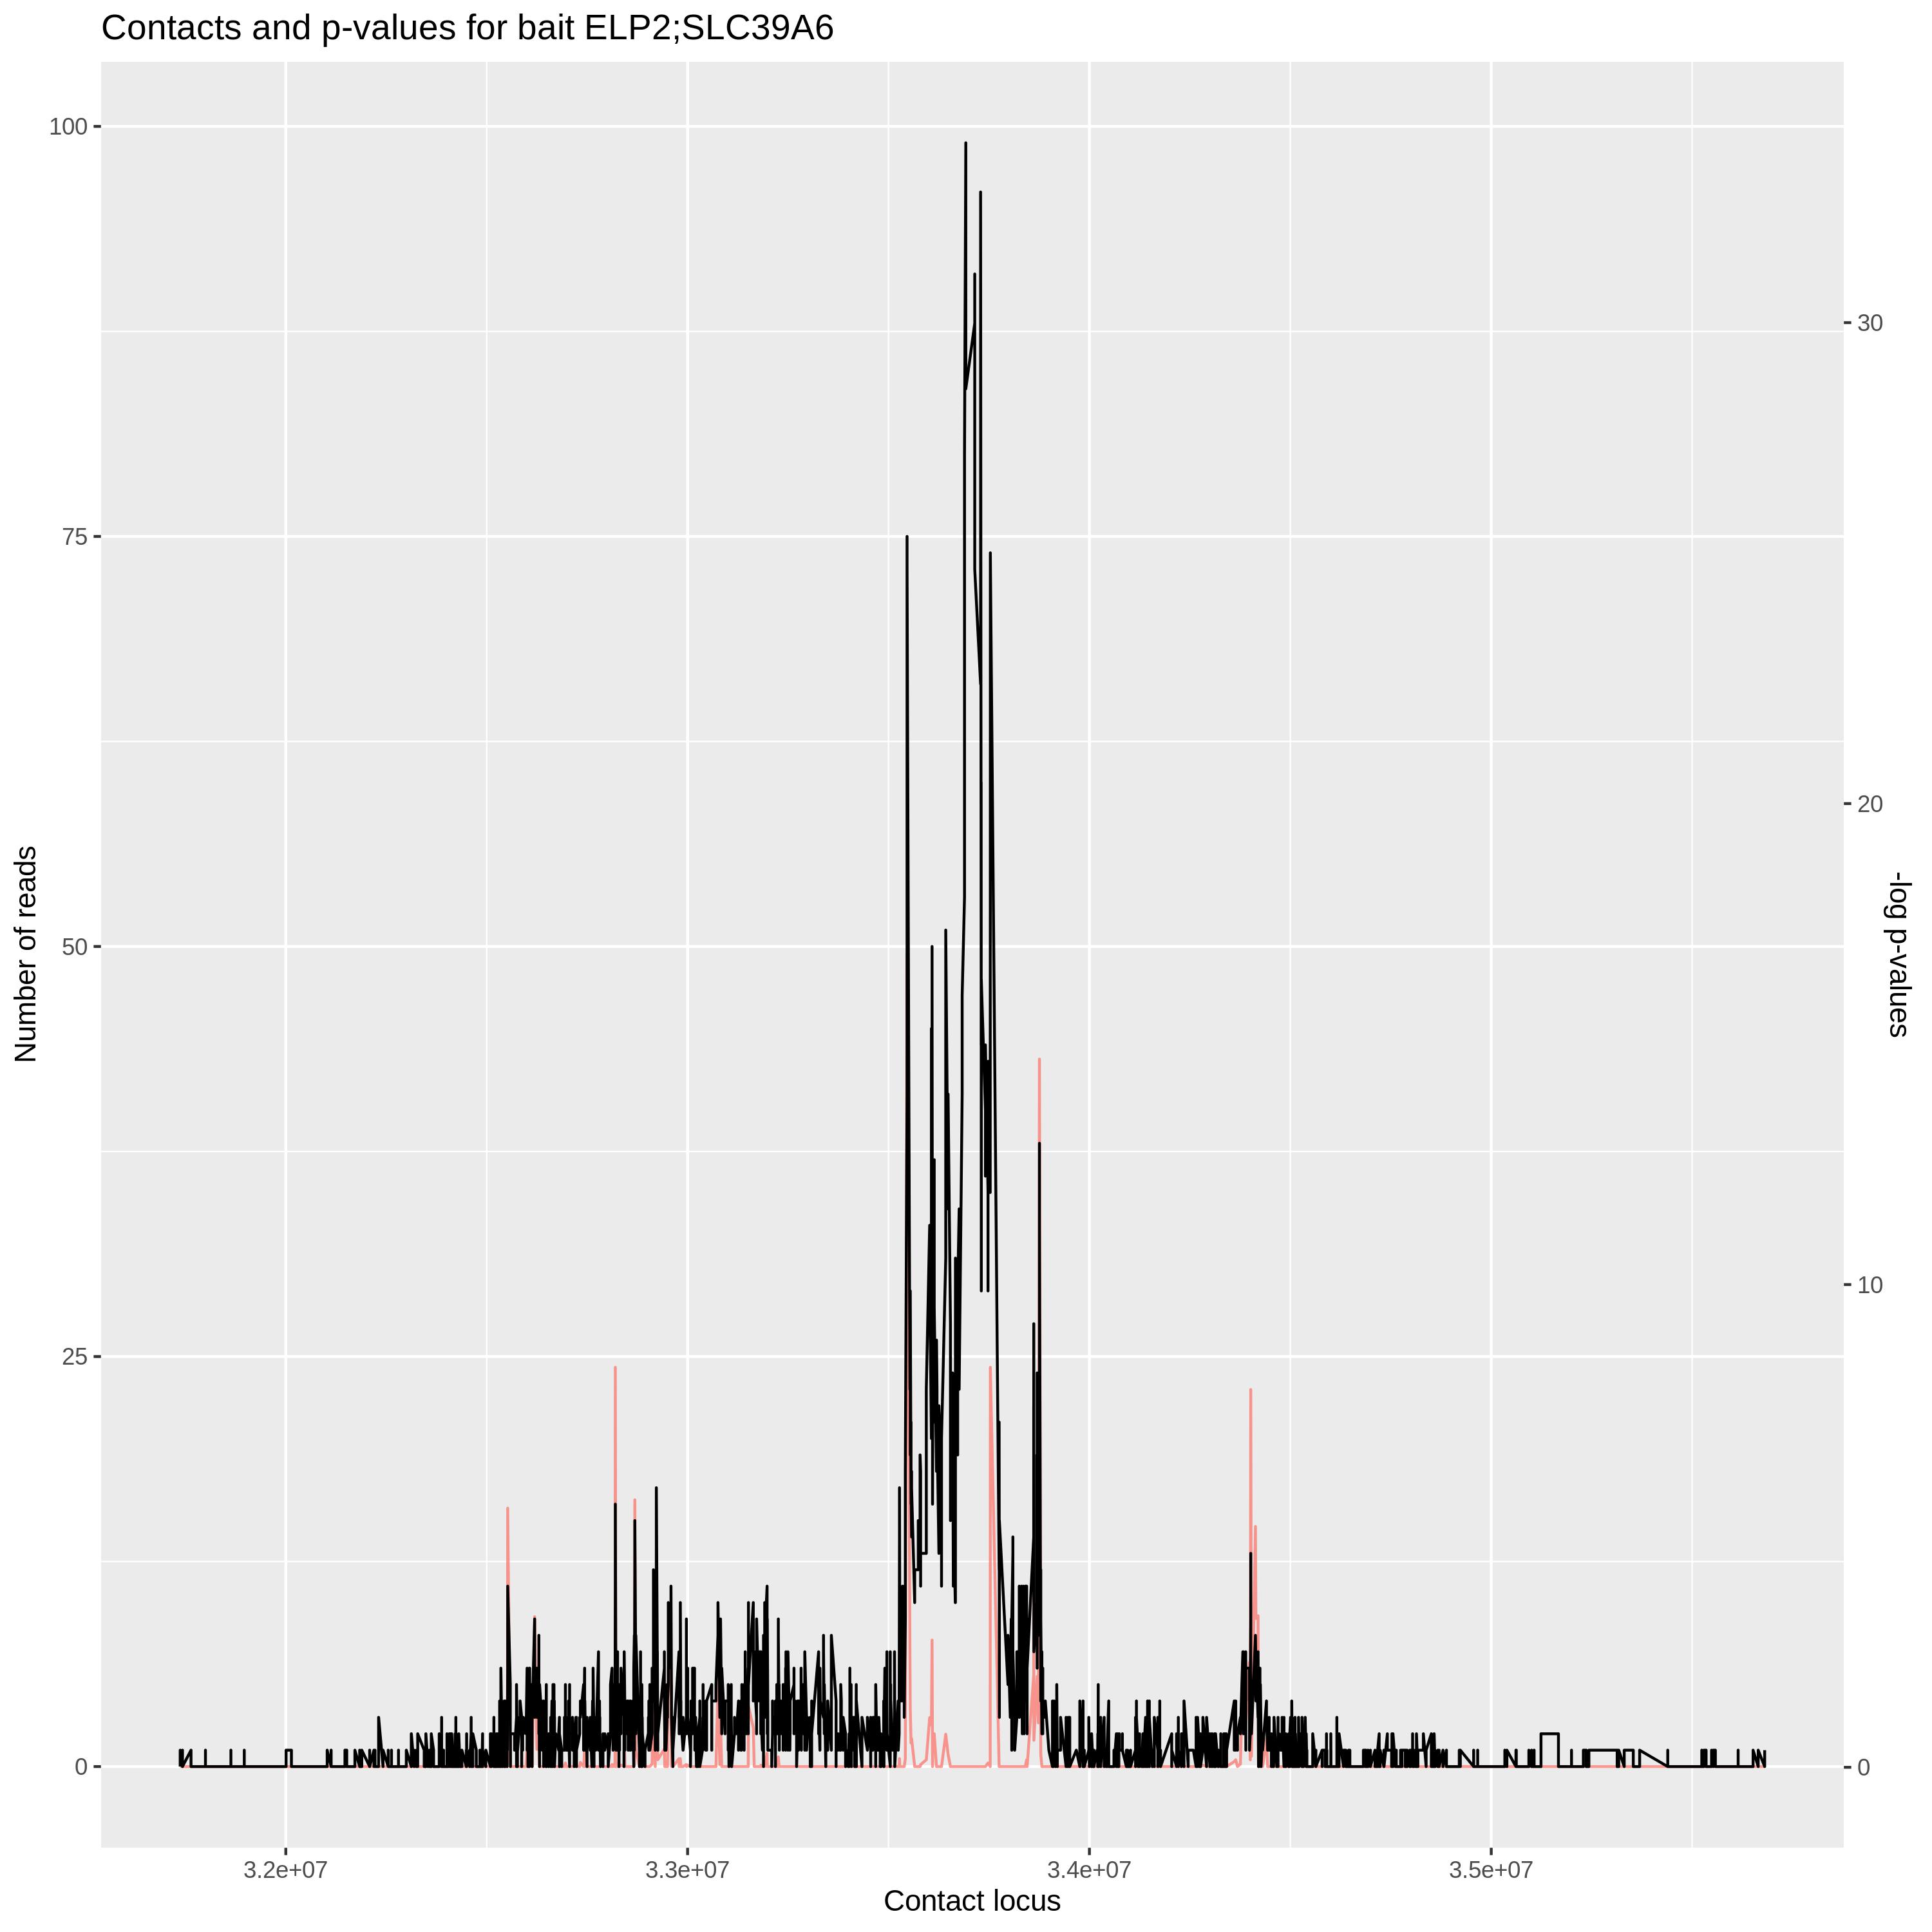 Contacts and p-values for bait ELP2;SLC39A6
100
75
50
25
0
Number of reads
30
20
10
0
-log p-values
3.2e+07
3.3e+07
3.4e+07
3.5e+07
Contact locus